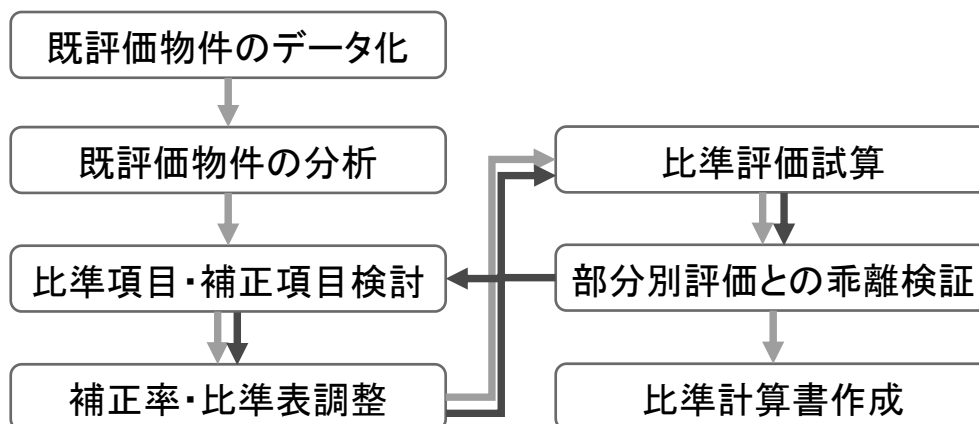 既評価物件のデータ化
既評価物件の分析
比準項目・補正項目検討
補正率・比準表調整
比準評価試算
部分別評価との乖離検証
比準計算書作成